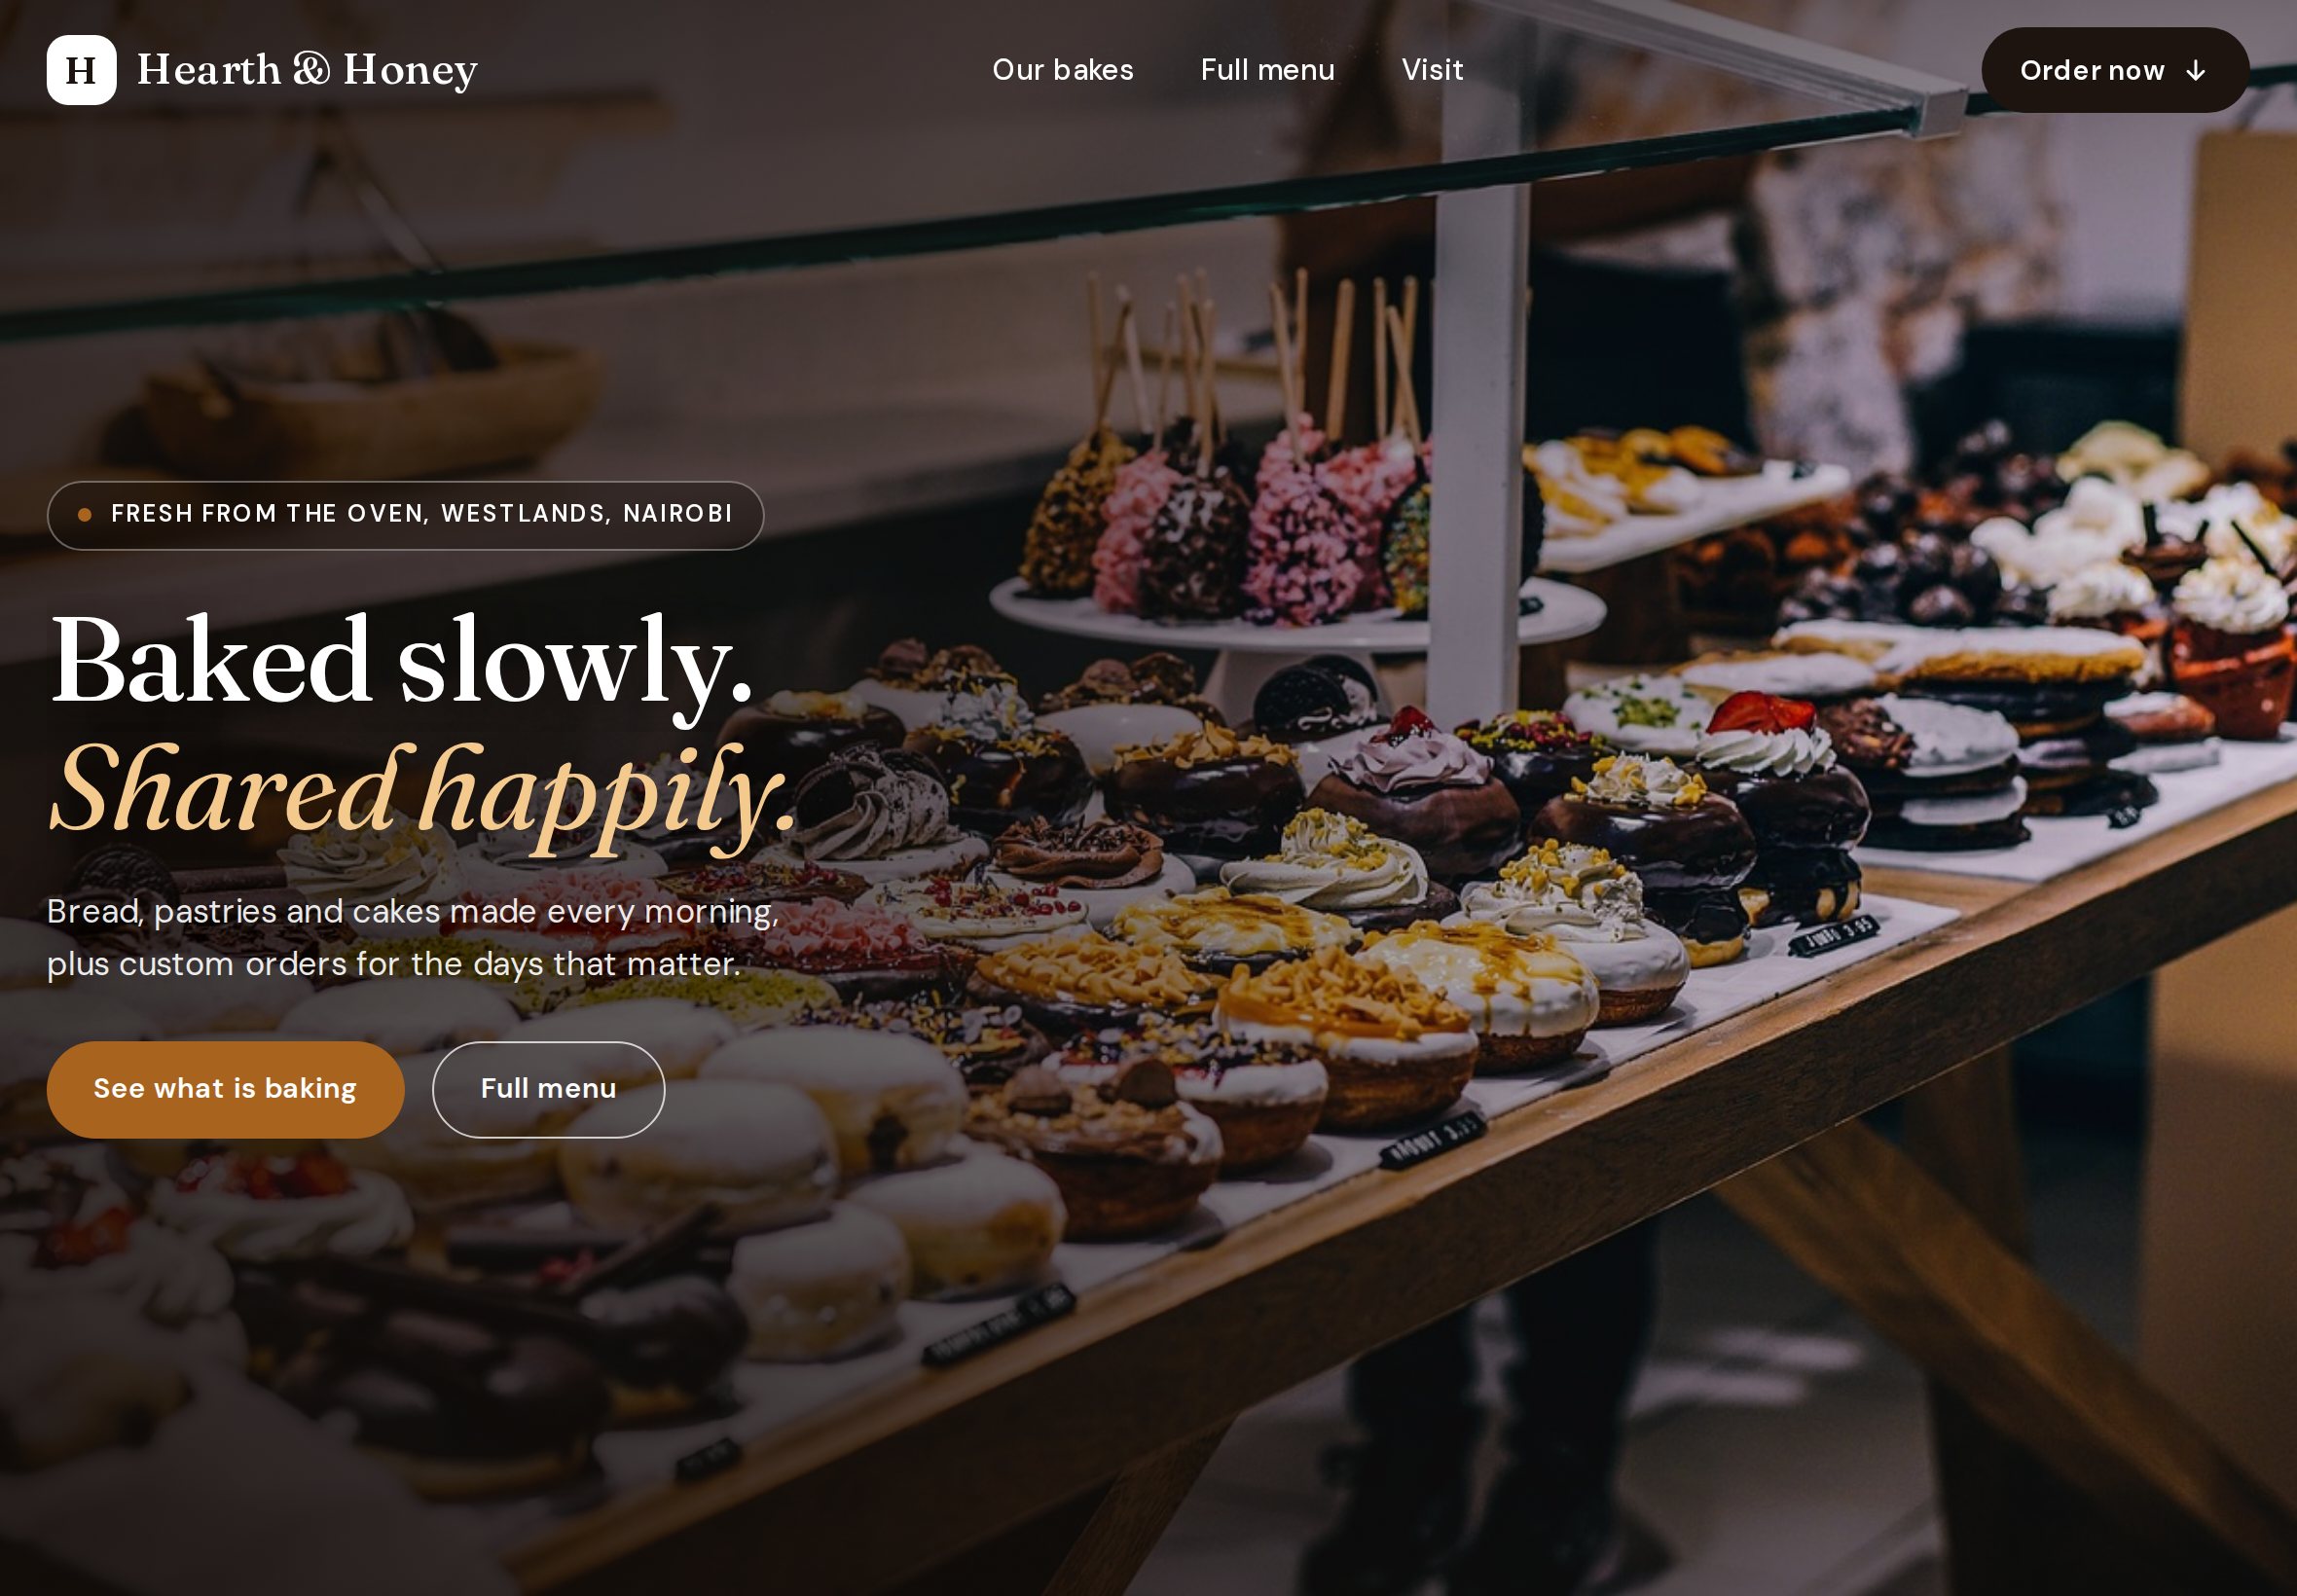 H Hearth & Honey
Our bakes Full menu Visit
Order now
FRESH FROM THE OVEN, WESTLANDS, NAIROBI
Baked slowly.
Shared happily.
Bread, pastries and cakes made every morning,
plus custom orders for the days that matter.
See what is baking
Full menu